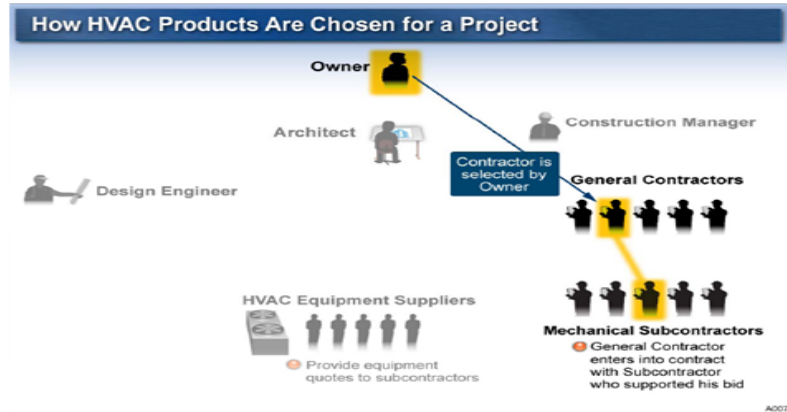 How HVAC Products Are Chosen for a Project
Owner
Architect
Construction Manager
Contractor is
selected by
Owner
General Contractors
Design Engineer
HVAC Equipment Suppliers
Provide equipment
quotes to subcontractors
Mechanical Subcontractors
General Contractor
enters into contract
with Subcontractor
who supported his bid
A007